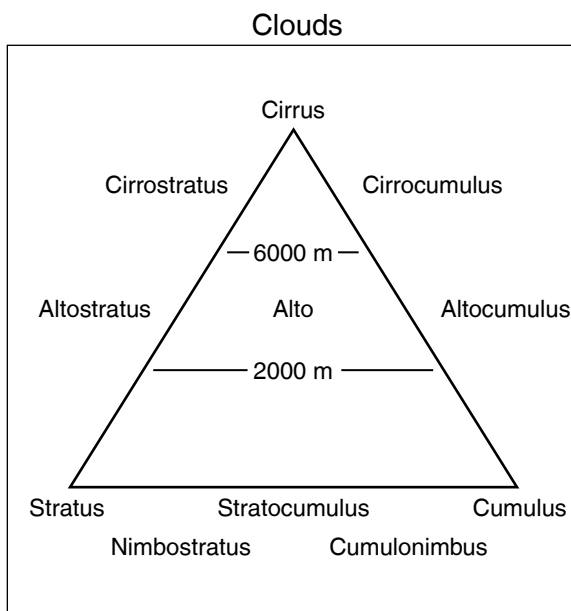 Clouds
Cirrus
Cirrostratus Cirrocumulus
6000 m
Altostratus Alto Altocumulus
2000 m
Stratus Stratocumulus Cumulus
Nimbostratus Cumulonimbus